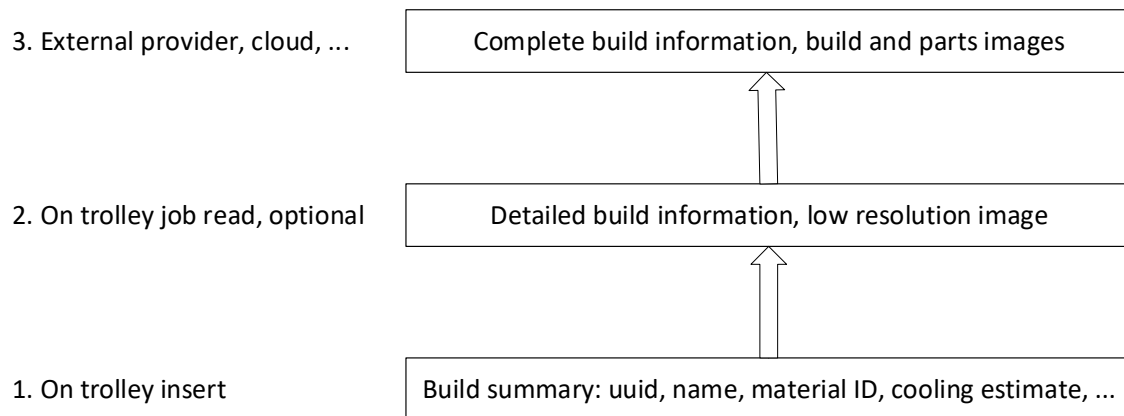 3. External provider, cloud, ...
Complete build information, build and parts images
2. On trolley job read, optional
Detailed build information, low resolution image
1. On trolley insert
Build summary: uuid, name, material ID, cooling estimate, ...